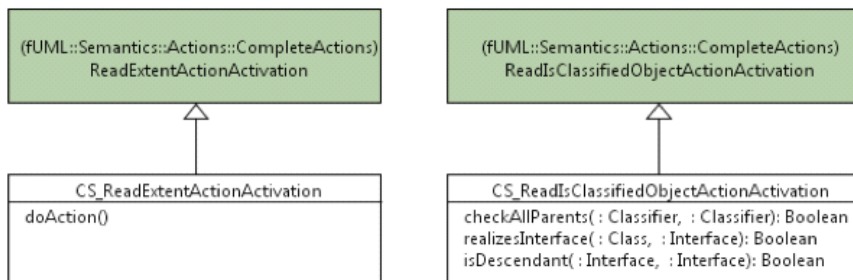 (fUML::Semantics::Actions::CompleteActions)
ReadExtentActionActivation
(fUML::Semantics::Actions::CompleteActions)
ReadIsClassifiedObjectActionActivation
CS_ReadExtentActionActivation
doAction()
CS_ReadIsClassifiedObjectActionActivation
checkAllParents( : Classifier, : Classifier): Boolean
realizesInterface( : Class, : Interface): Boolean
isDescendant( : Interface, : Interface): Boolean